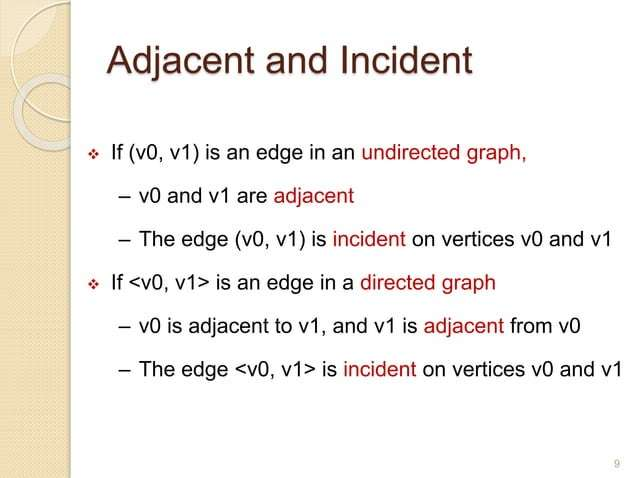 Adjacent and Incident
❖ If (v0, v1) is an edge in an undirected graph,
– v0 and v1 are adjacent
– The edge (v0, v1) is incident on vertices v0 and v1
❖ If <v0, v1> is an edge in a directed graph
– v0 is adjacent to v1, and v1 is adjacent from v0
– The edge <v0, v1> is incident on vertices v0 and v1
9